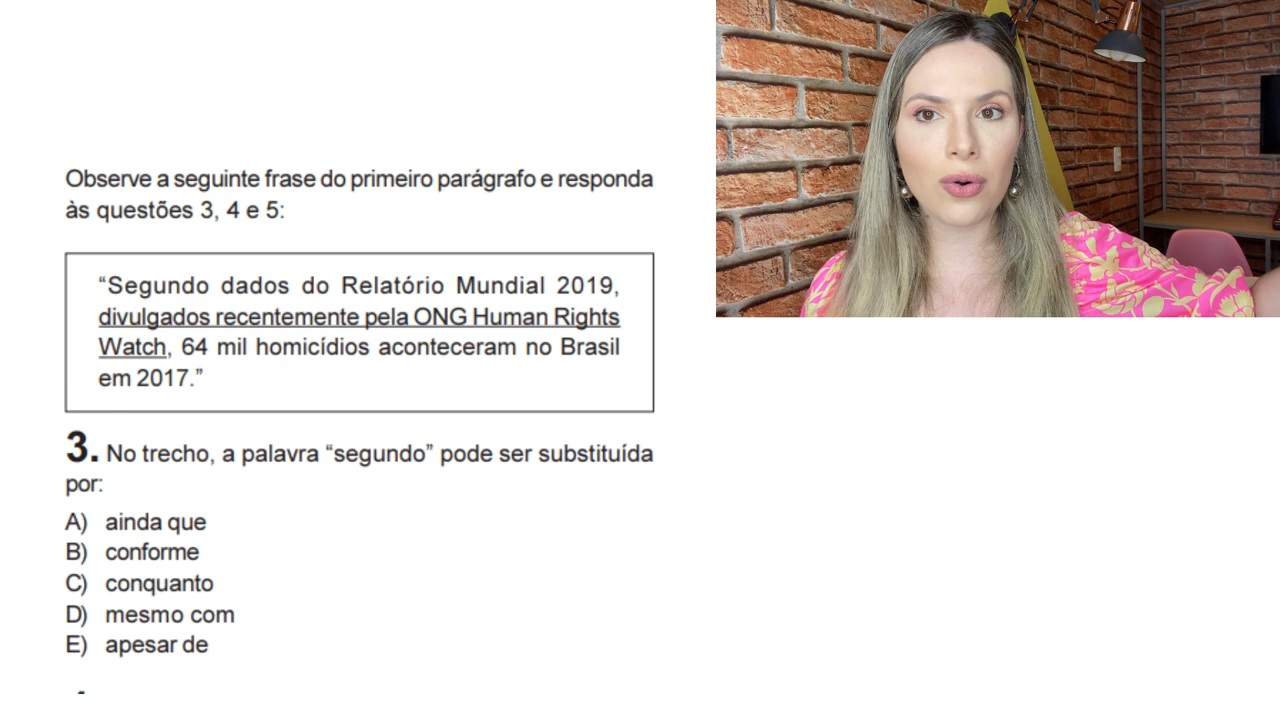 Observe a seguinte frase do primeiro parágrafo e responda
às questões 3, 4 e 5:
“Segundo dados do Relatório Mundial 2019,
divulgados recentemente pela ONG Human Rights
Watch, 64 mil homicídios aconteceram no Brasil
em 2017.”
3. No trecho, a palavra “segundo” pode ser substituída
por:
A) ainda que
B) conforme
C) conquanto
D) mesmo com
E) apesar de